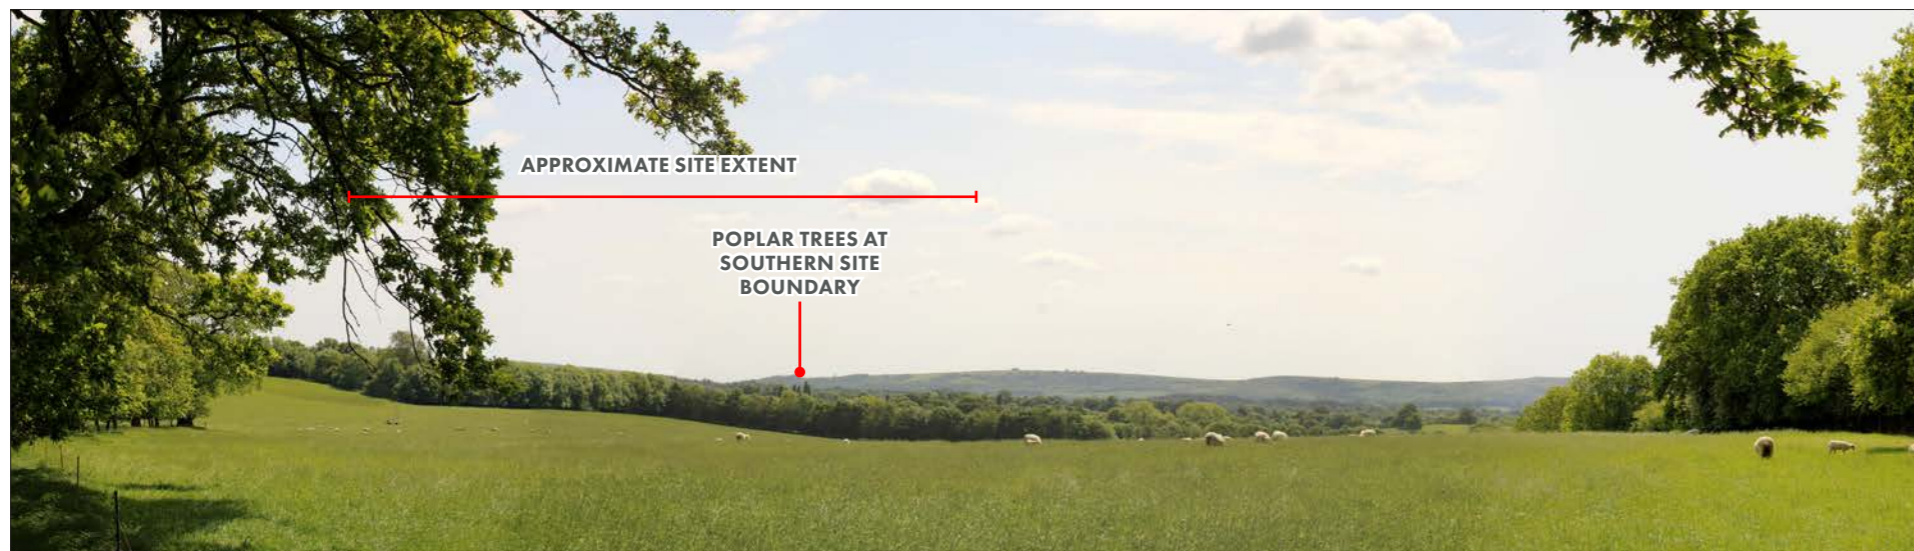 APPROXIMATE SITE EXTENT
POPLAR TREES AT
SOUTHERN SITE
BOUNDARY